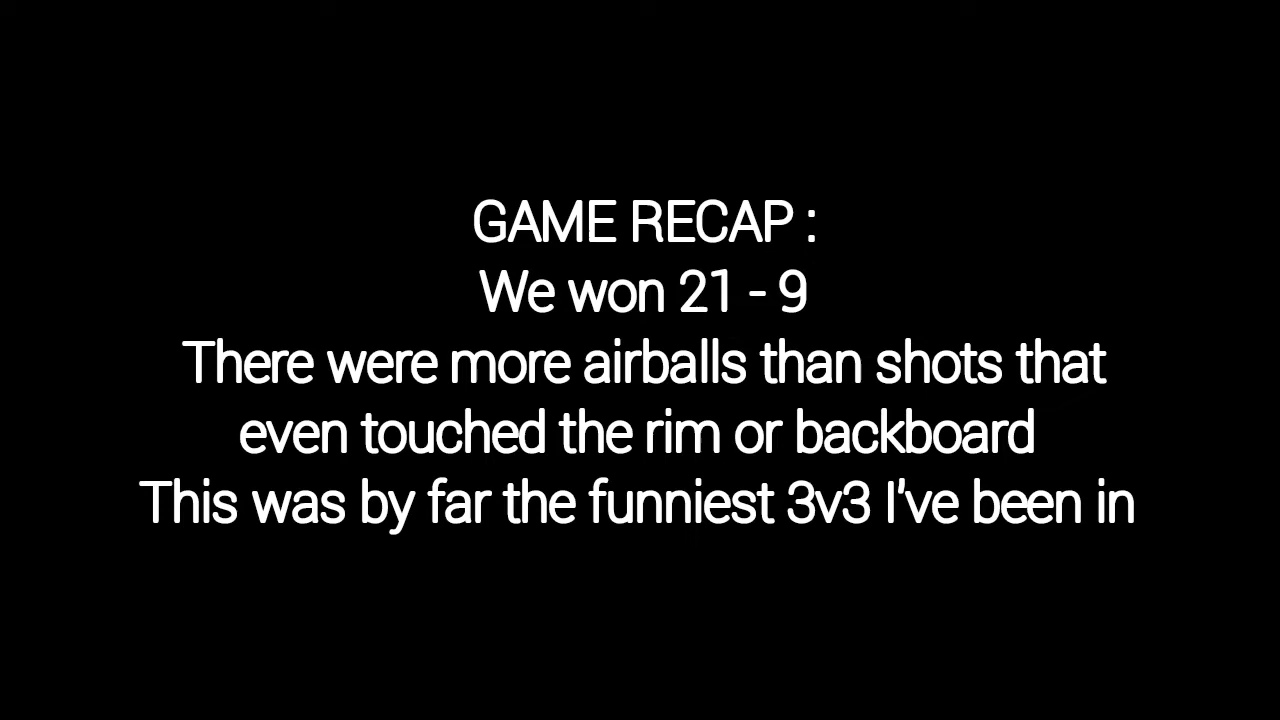 GAME RECAP :
We won 21 - 9
There were more airballs than shots that
even touched the rim or backboard
This was by far the funniest 3v3 I've been in